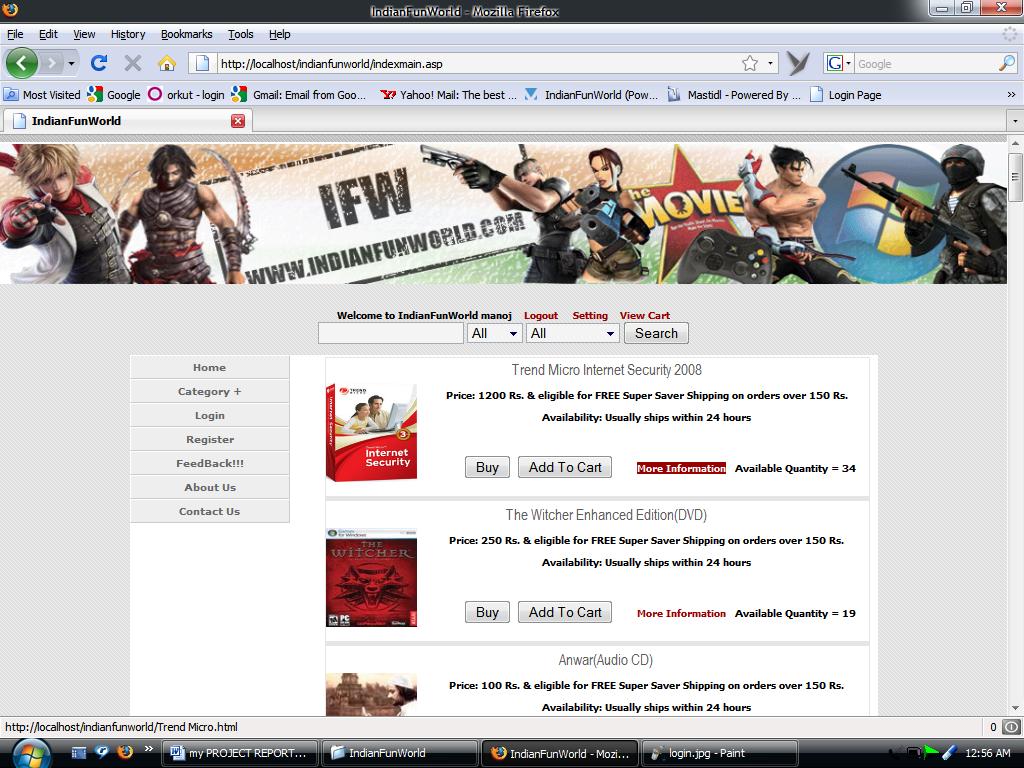 IndianFunWorld - Mozilla Firefox
File Edit View History Bookmarks Tools Help
http://localhost/indianfunworld/indexmain.asp
G Google
Most Visited Google orkut - login Gmail: Email from Goo... Yahoo! Mail: The best ... IndianFunWorld (Pow... Mastidl - Powered By ... Login Page »
IndianFunWorld
IFW
WWW.INDIANFUNWORLD.COM
The MOVIE
Welcome to IndianFunWorld manoj Logout Setting View Cart
All All Search
Home
Category +
Login
Register
FeedBack!!!
About Us
Contact Us
Trend Micro Internet Security 2008
TREND
Internet Security
3
Internet
Security
Price: 1200 Rs. & eligible for FREE Super Saver Shipping on orders over 150 Rs.
Availability: Usually ships within 24 hours
Buy Add To Cart More Information Available Quantity = 34
The Witcher Enhanced Edition(DVD)
Games for Windows
THE
WITCHER
PC
ATARI
Price: 250 Rs. & eligible for FREE Super Saver Shipping on orders over 150 Rs.
Availability: Usually ships within 24 hours
Buy Add To Cart More Information Available Quantity = 19
Anwar(Audio CD)
Price: 100 Rs. & eligible for FREE Super Saver Shipping on orders over 150 Rs.
Availability: Usually ships within 24 hours
http://localhost/indianfunworld/Trend Micro.html 0
» my PROJECT REPORT... IndianFunWorld IndianFunWorld - Mozi... login.jpg - Paint 12:56 AM